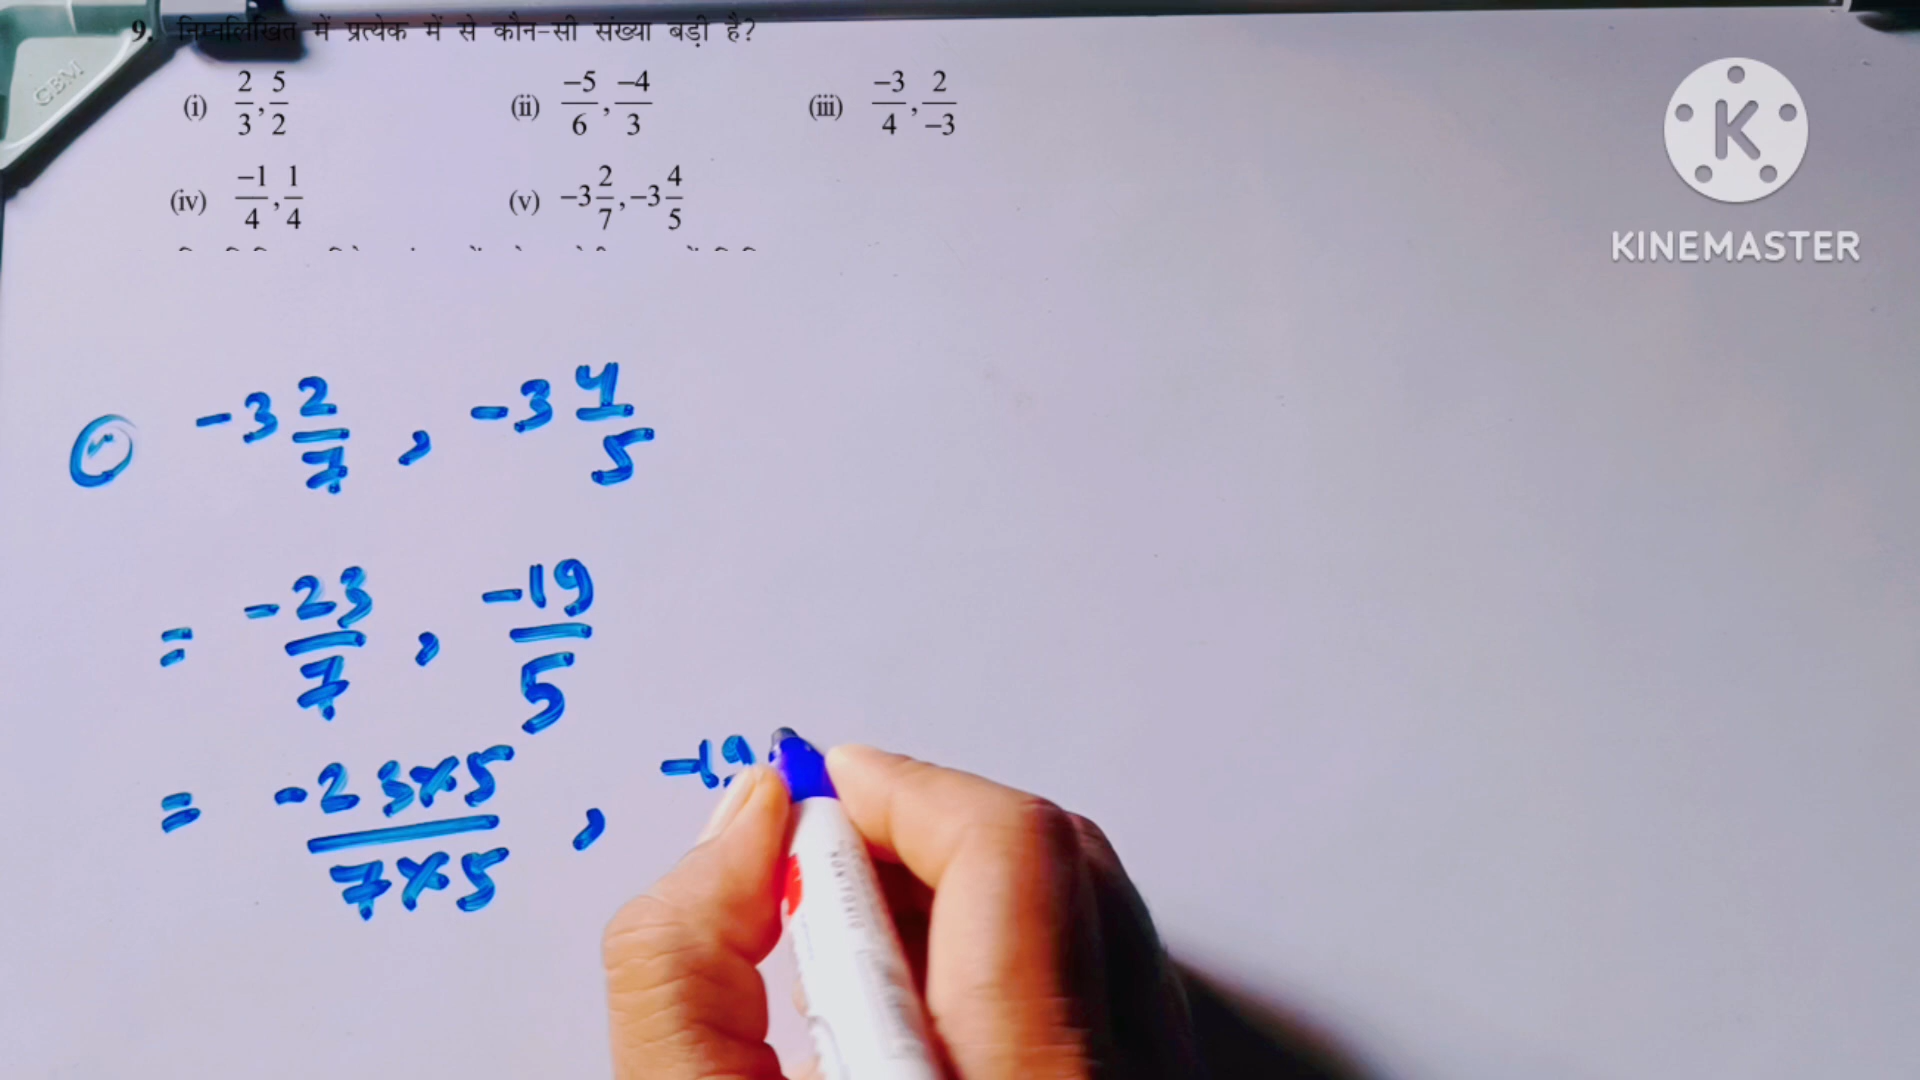 GBM
9. निम्नलिखित में प्रत्येक में से कौन-सी संख्या बड़ी है?
(i) 2/3, 5/2 (ii) -5/6, -4/3 (iii) -3/4, 2/-3
(iv) -1/4, 1/4 (v) -3 2/7, -3 4/5
K
KINEMASTER
-3 2/7, -3 4/5
= -23/7, -19/5
= -23×5/7×5, -19
NONTOXIC